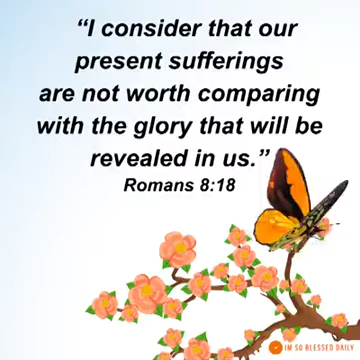 “I consider that our
present sufferings
are not worth comparing
with the glory that will be
revealed in us.”
Romans 8:18
IM SO BLESSED DAILY